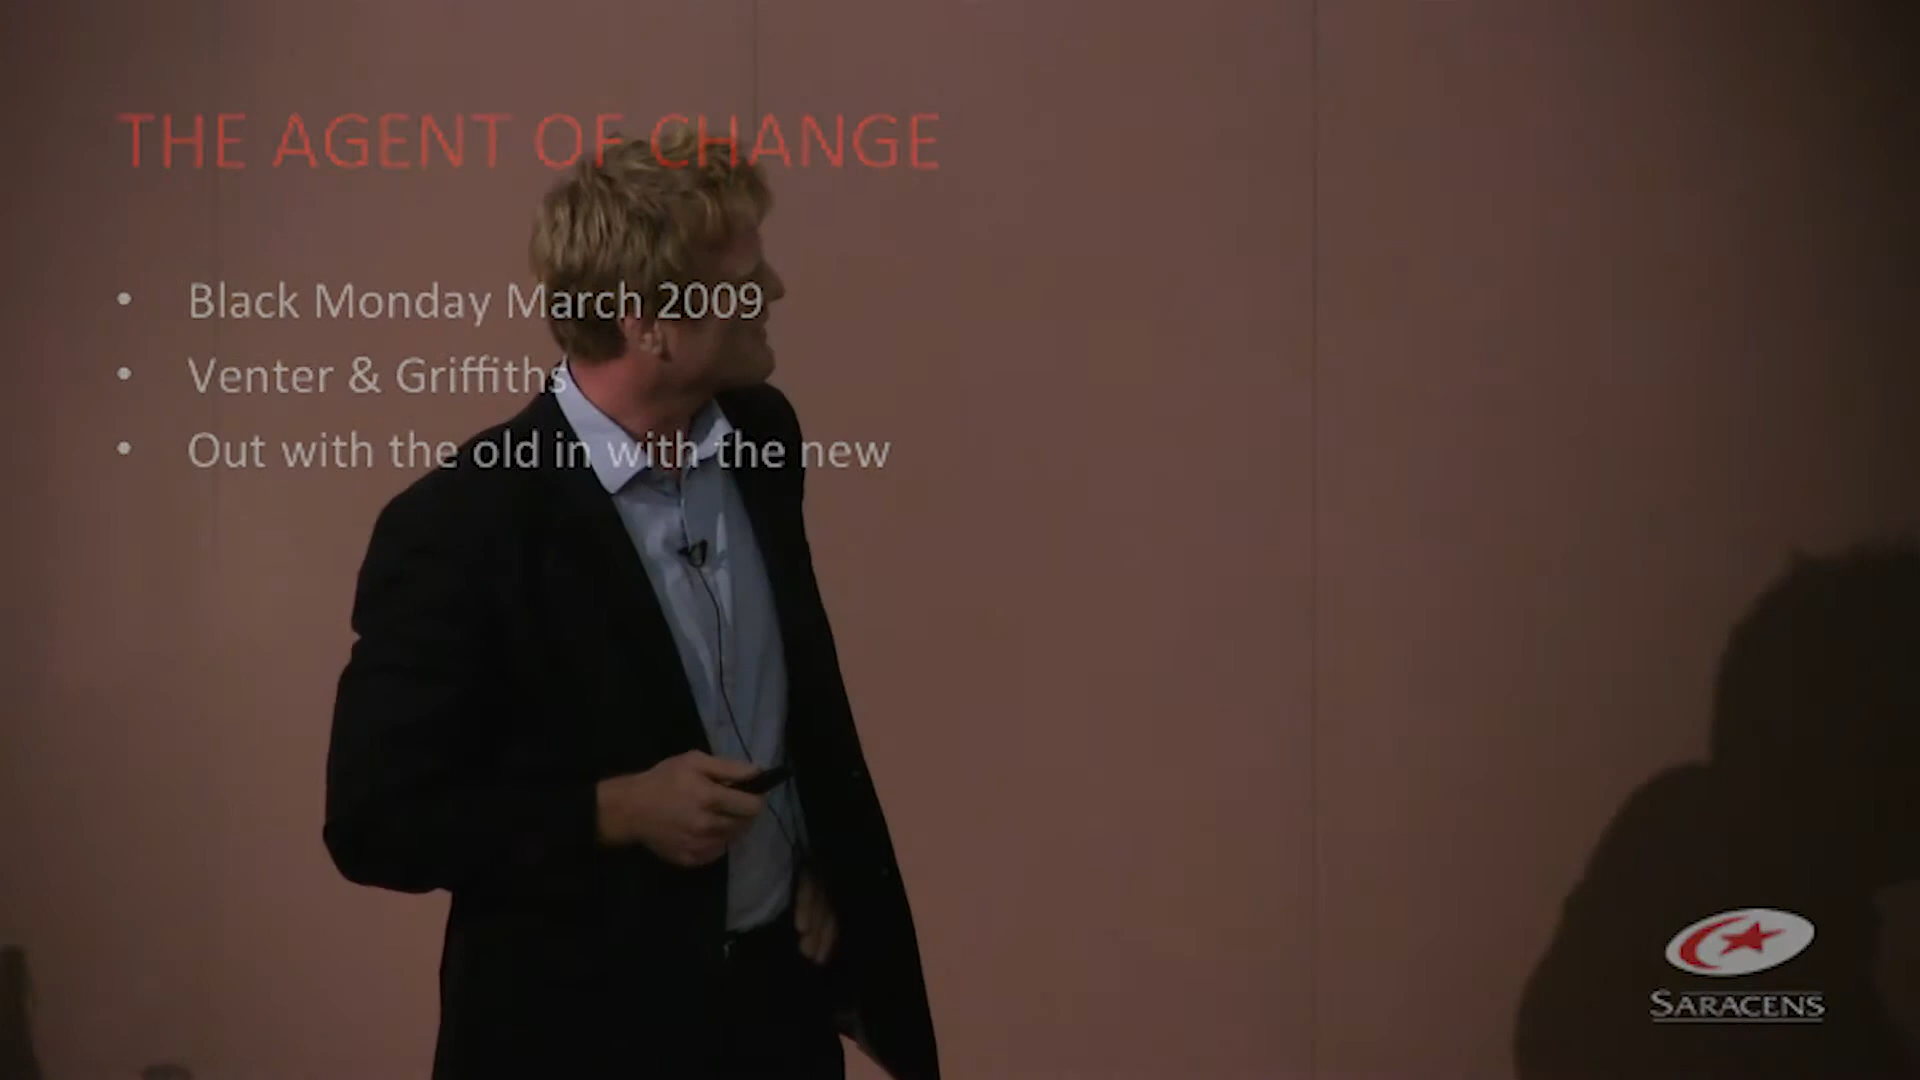 THE AGENT OF CHANGE
• Black Monday March 2009
• Venter & Griffiths
• Out with the old in with the new
SARACENS